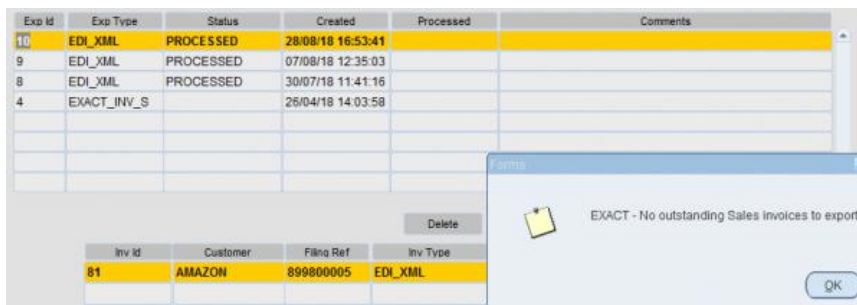 Exp Id Exp Type Status Created Processed Comments
10 EDI_XML PROCESSED 28/08/18 16:53:41
9 EDI_XML PROCESSED 07/08/18 12:35:03
8 EDI_XML PROCESSED 30/07/18 11:41:16
4 EXACT_INV_S 26/04/18 14:03:58
Forms
EXACT - No outstanding Sales invoices to export
Delete
OK
Inv Id Customer Filing Ref Inv Type
81 AMAZON 899800005 EDI_XML